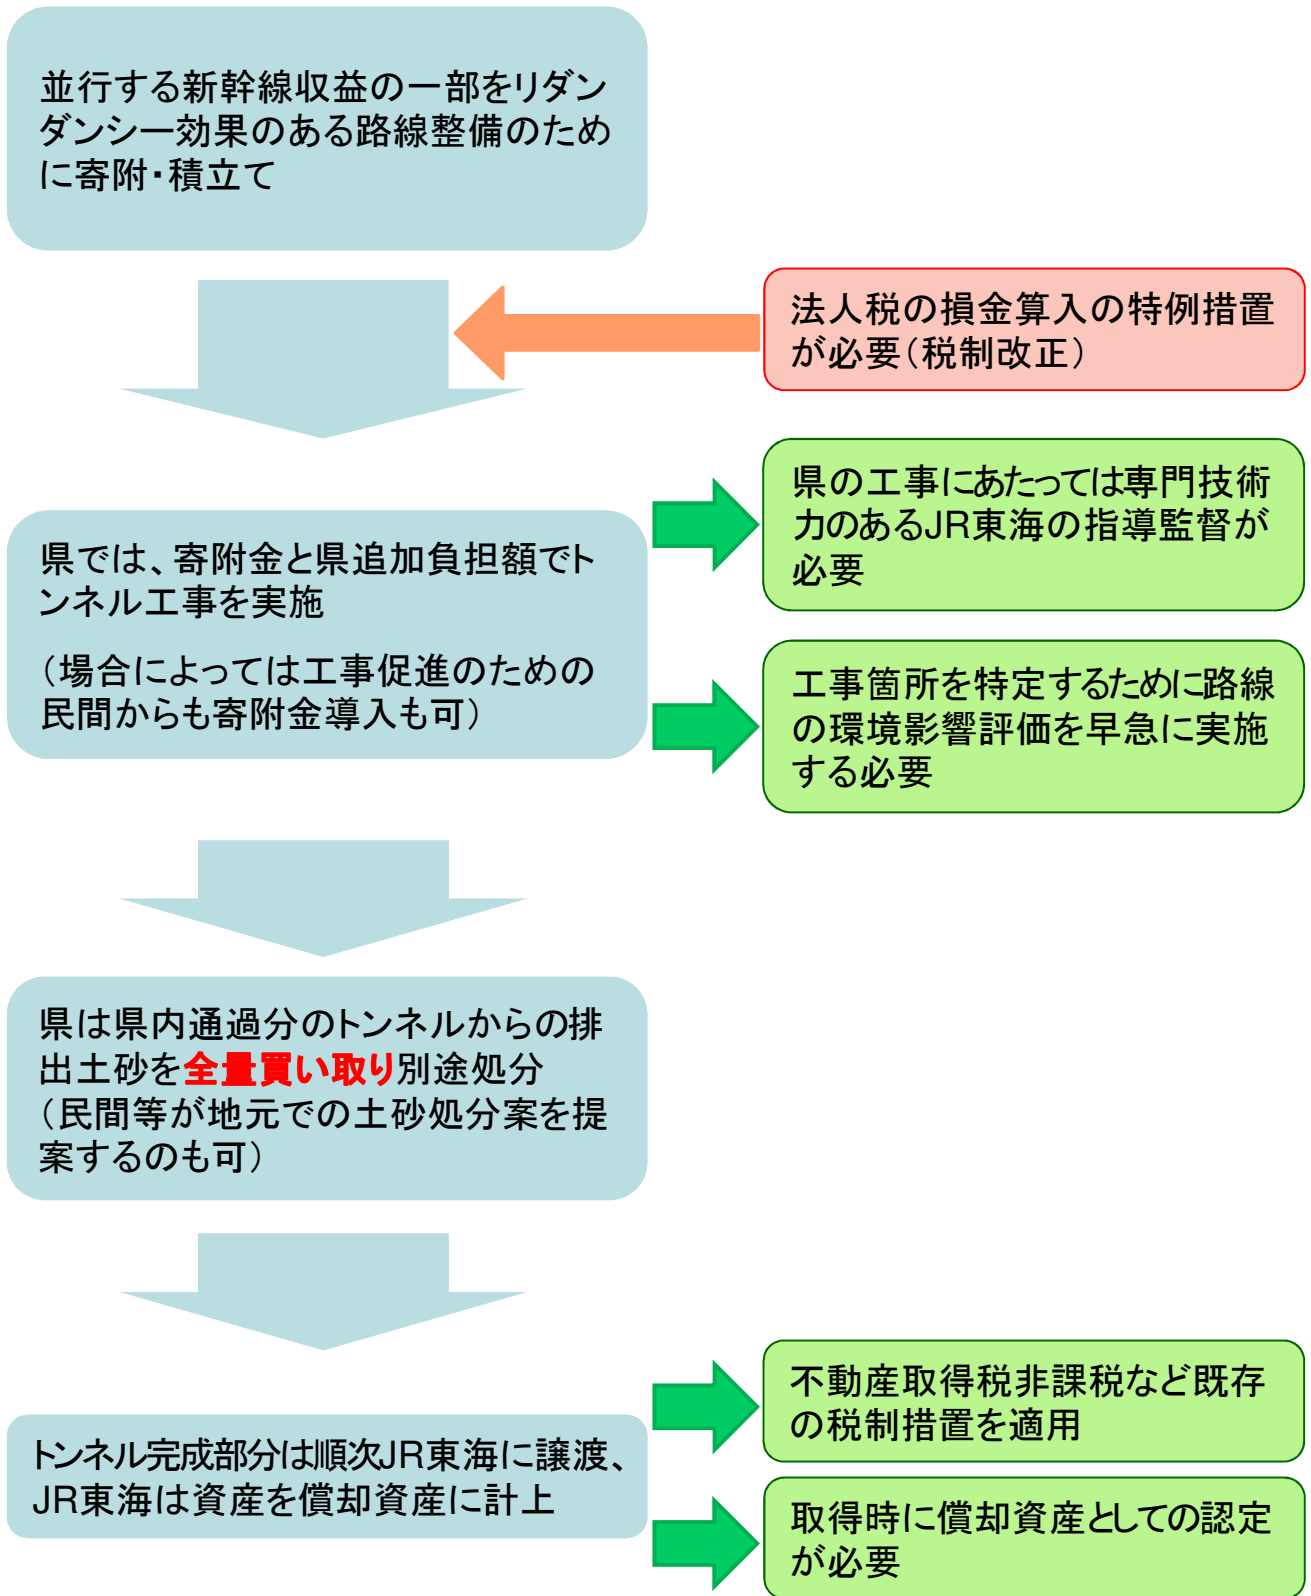 並行する新幹線収益の一部をリダン
ダンシー効果のある路線整備のため
に寄附・積立て
法人税の損金算入の特例措置
が必要（税制改正）
県では、寄附金と県追加負担額でト
ンネル工事を実施
（場合によっては工事促進のための
民間からも寄附金導入も可）
県の工事にあたっては専門技術
力のあるJR東海の指導監督が
必要
工事箇所を特定するために路線
の環境影響評価を早急に実施
する必要
県は県内通過分のトンネルからの排
出土砂を全量買い取り別途処分
（民間等が地元での土砂処分案を提
案するのも可）
トンネル完成部分は順次JR東海に譲渡、
JR東海は資産を償却資産に計上
不動産取得税非課税など既存
の税制措置を適用
取得時に償却資産としての認定
が必要